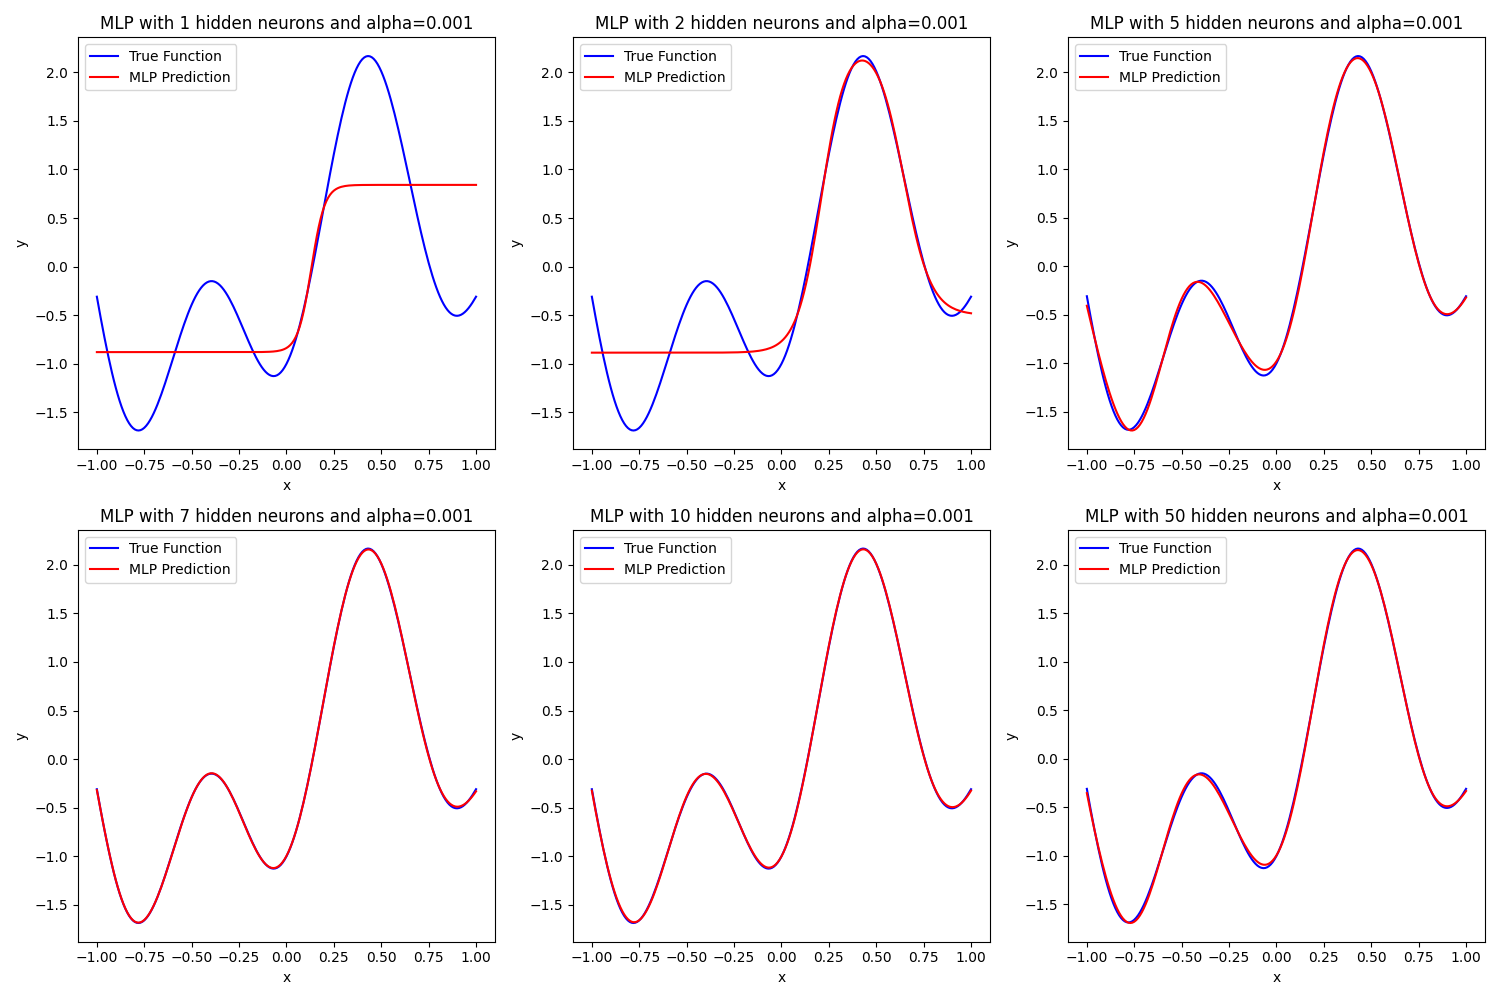 MLP with 1 hidden neurons and alpha=0.001
True Function
MLP Prediction
2.0
1.5
1.0
0.5
0.0
−0.5
−1.0
−1.5
y
−1.00 −0.75 −0.50 −0.25 0.00 0.25 0.50 0.75 1.00
x
MLP with 2 hidden neurons and alpha=0.001
True Function
MLP Prediction
2.0
1.5
1.0
0.5
0.0
−0.5
−1.0
−1.5
y
−1.00 −0.75 −0.50 −0.25 0.00 0.25 0.50 0.75 1.00
x
MLP with 5 hidden neurons and alpha=0.001
True Function
MLP Prediction
2.0
1.5
1.0
0.5
0.0
−0.5
−1.0
−1.5
y
−1.00 −0.75 −0.50 −0.25 0.00 0.25 0.50 0.75 1.00
x
MLP with 7 hidden neurons and alpha=0.001
True Function
MLP Prediction
2.0
1.5
1.0
0.5
0.0
−0.5
−1.0
−1.5
y
−1.00 −0.75 −0.50 −0.25 0.00 0.25 0.50 0.75 1.00
x
MLP with 10 hidden neurons and alpha=0.001
True Function
MLP Prediction
2.0
1.5
1.0
0.5
0.0
−0.5
−1.0
−1.5
y
−1.00 −0.75 −0.50 −0.25 0.00 0.25 0.50 0.75 1.00
x
MLP with 50 hidden neurons and alpha=0.001
True Function
MLP Prediction
2.0
1.5
1.0
0.5
0.0
−0.5
−1.0
−1.5
y
−1.00 −0.75 −0.50 −0.25 0.00 0.25 0.50 0.75 1.00
x